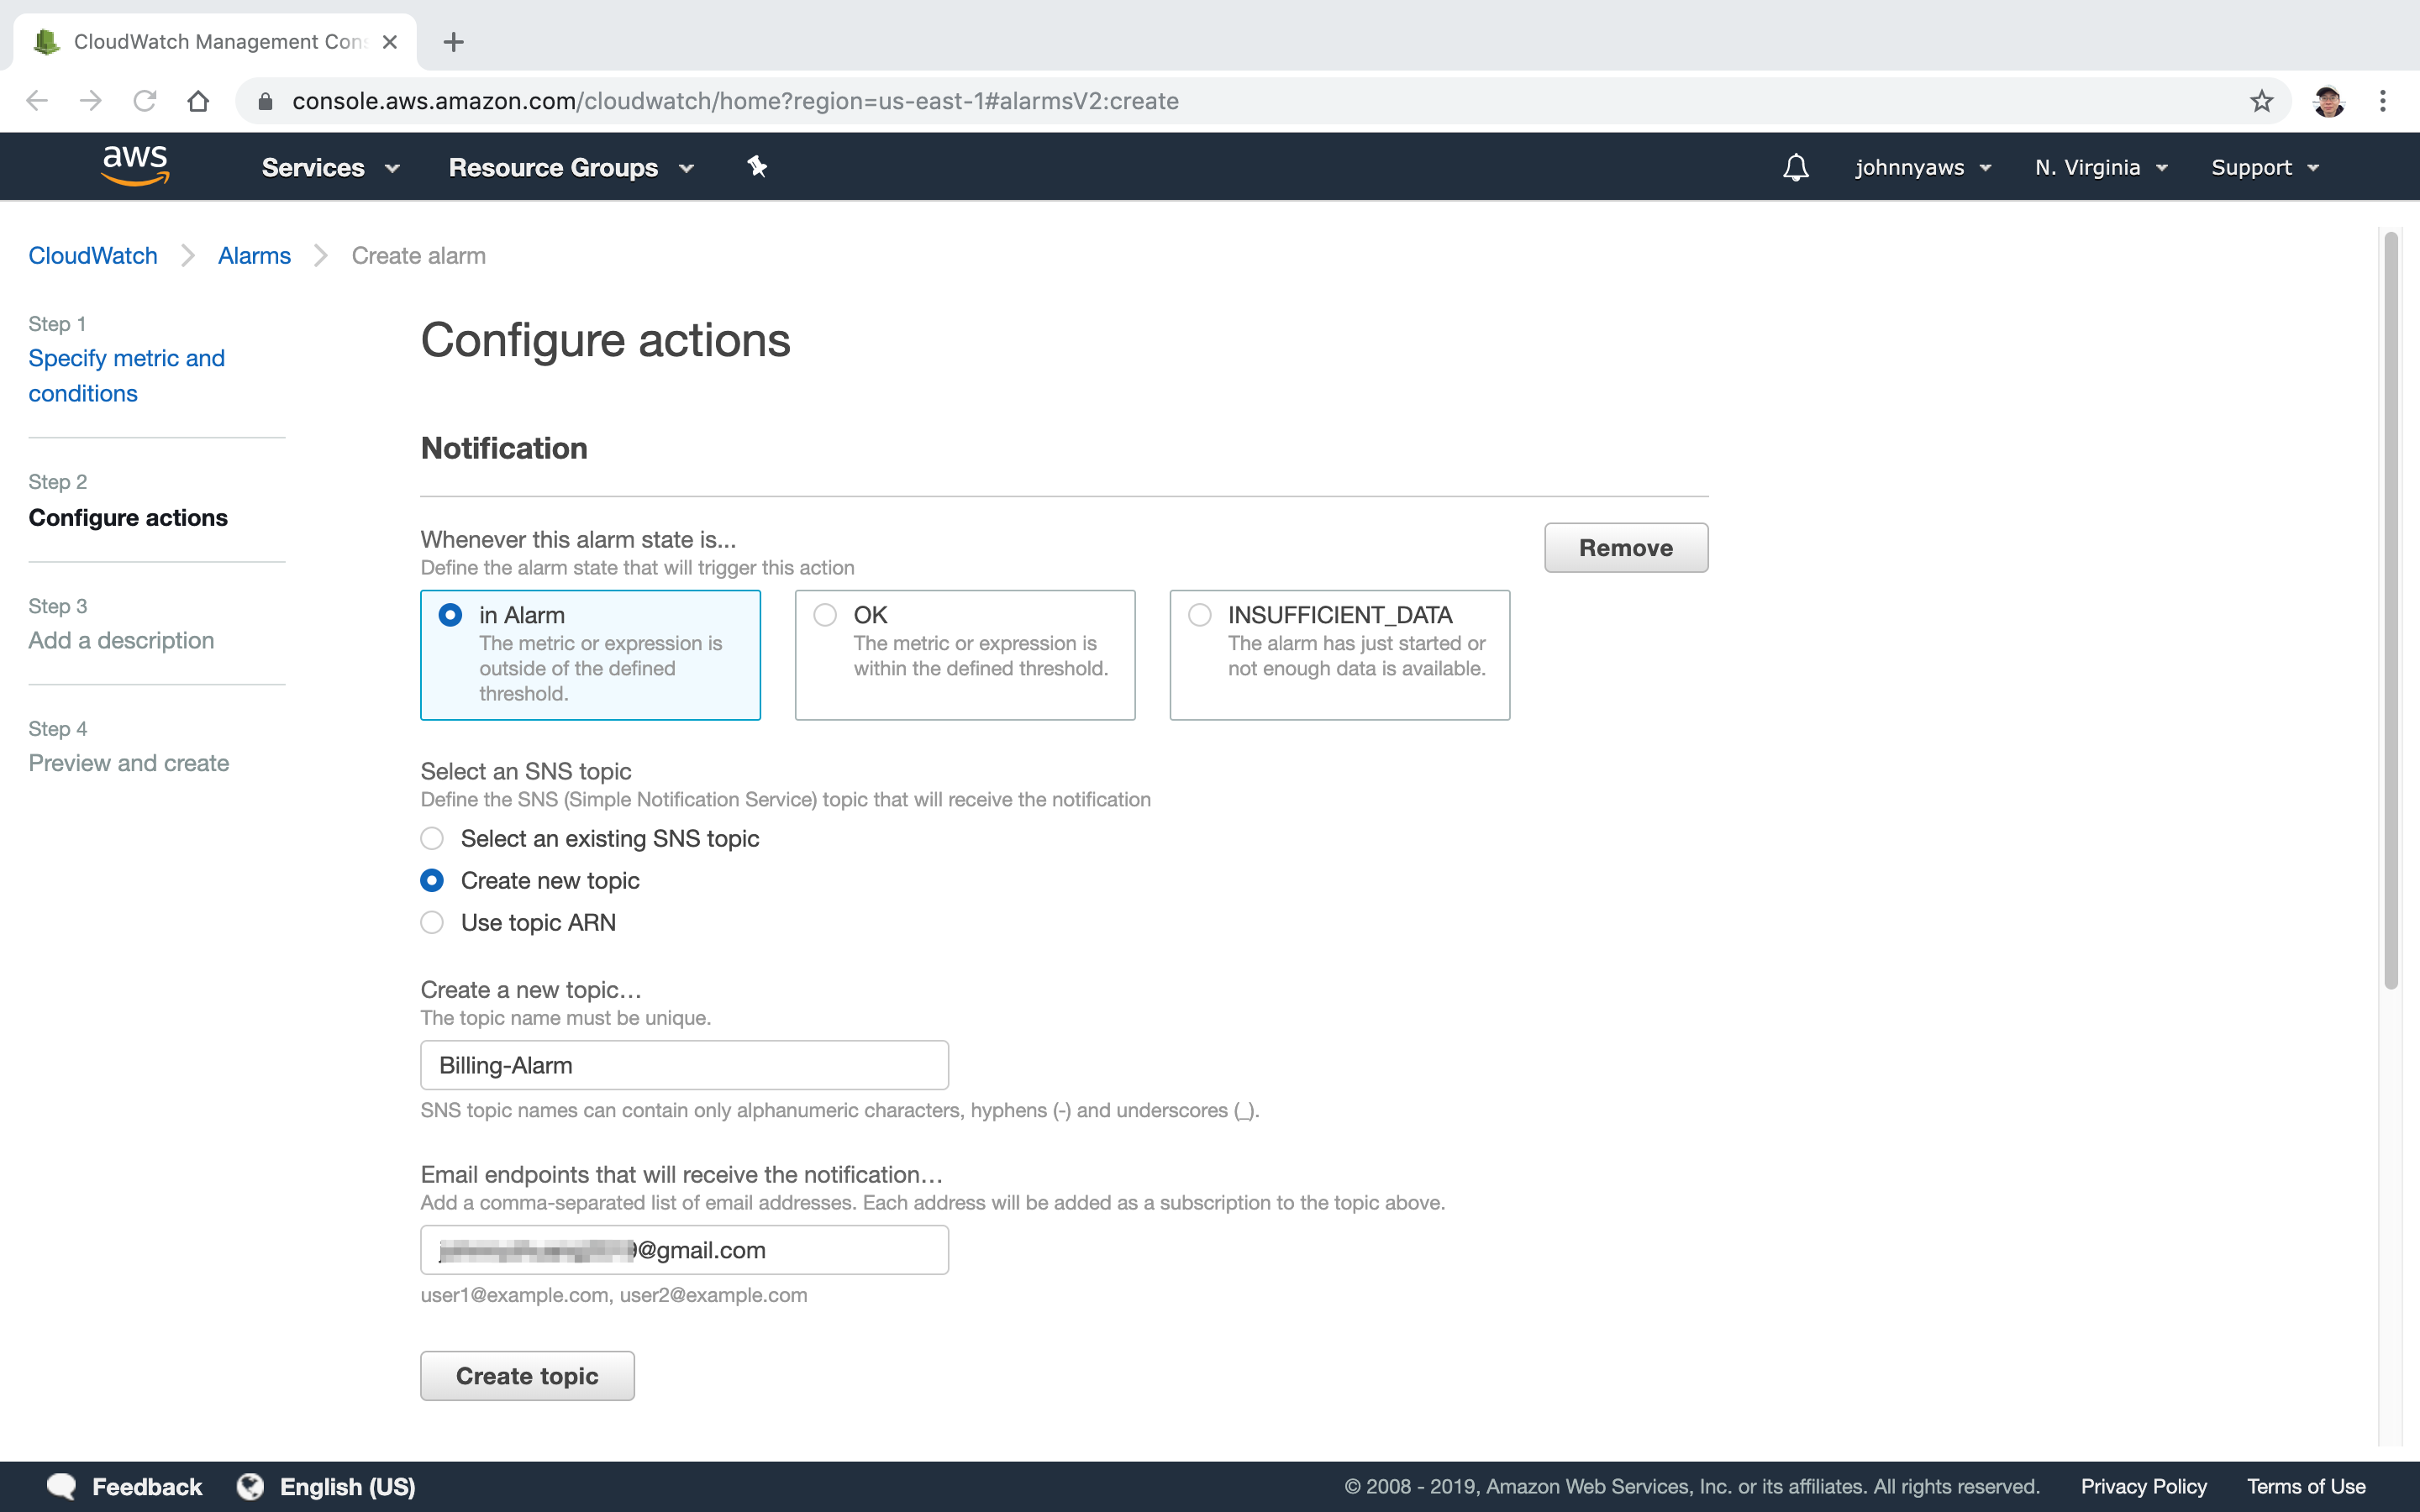 CloudWatch Management Con
console.aws.amazon.com/cloudwatch/home?region=us-east-1#alarmsV2:create
aws
Services
Resource Groups
johnnyaws
N. Virginia
Support
CloudWatch
Alarms
Create alarm
Step 1
Specify metric and
conditions
Step 2
Configure actions
Step 3
Add a description
Step 4
Preview and create
Configure actions
Notification
Whenever this alarm state is...
Define the alarm state that will trigger this action
Remove
in Alarm
The metric or expression is
outside of the defined
threshold.
OK
The metric or expression is
within the defined threshold.
INSUFFICIENT_DATA
The alarm has just started or
not enough data is available.
Select an SNS topic
Define the SNS (Simple Notification Service) topic that will receive the notification
Select an existing SNS topic
Create new topic
Use topic ARN
Create a new topic…
The topic name must be unique.
Billing-Alarm
SNS topic names can contain only alphanumeric characters, hyphens (-) and underscores (_).
Email endpoints that will receive the notification…
Add a comma-separated list of email addresses. Each address will be added as a subscription to the topic above.
@gmail.com
user1@example.com, user2@example.com
Create topic
Feedback
English (US)
© 2008 - 2019, Amazon Web Services, Inc. or its affiliates. All rights reserved.
Privacy Policy
Terms of Use